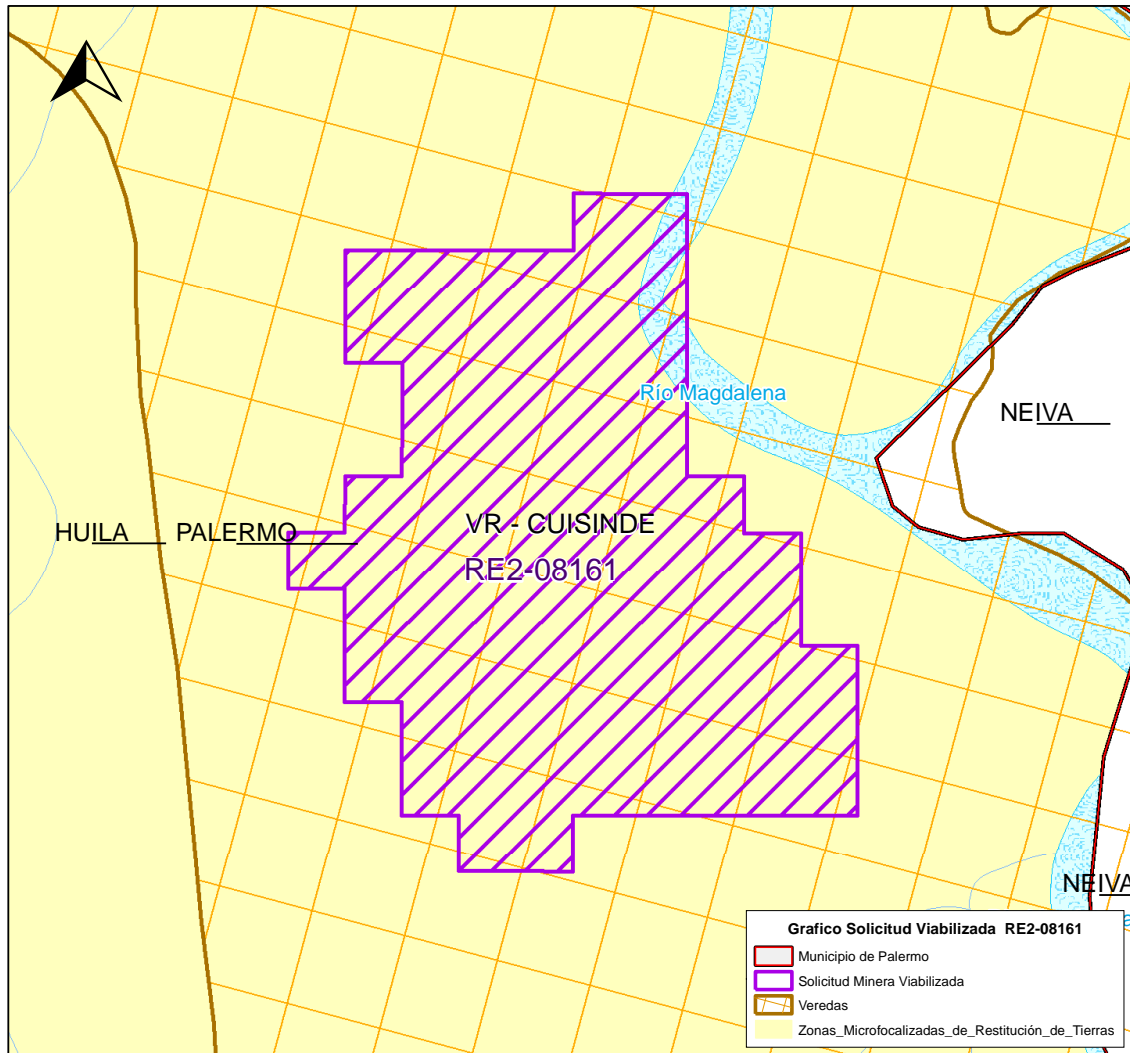 Río Magdalena
NEIVA
VR - CUISINDE
HUILA PALERMO
RE2-08161
NEIVA
Grafico Solicitud Viabilizada RE2-08161
Municipio de Palermo
Solicitud Minera Viabilizada
Veredas
Zonas_Microfocalizadas_de_Restitución_de_Tierras